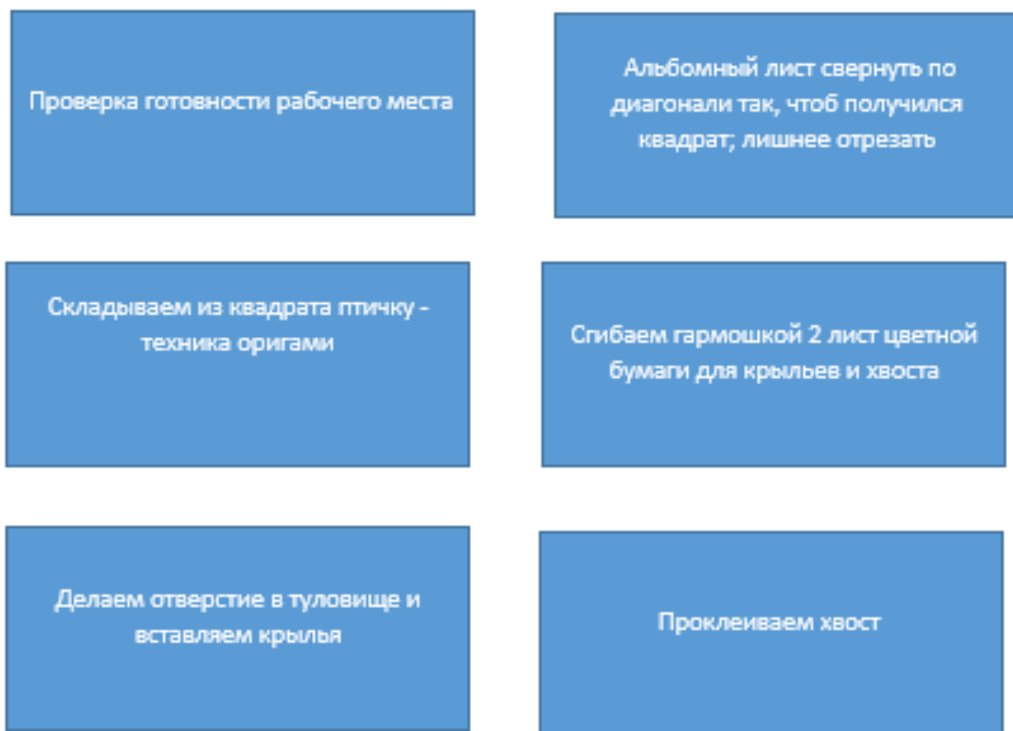 Проверка готовности рабочего места
Альбомный лист свернуть по
диагонали так, чтоб получился
квадрат; лишнее отрезать
Складываем из квадрата птичку -
техника оригами
Сгибаем гармошкой 2 лист цветной
бумаги для крыльев и хвоста
Делаем отверстие в туловище и
вставляем крылья
Проклеиваем хвост